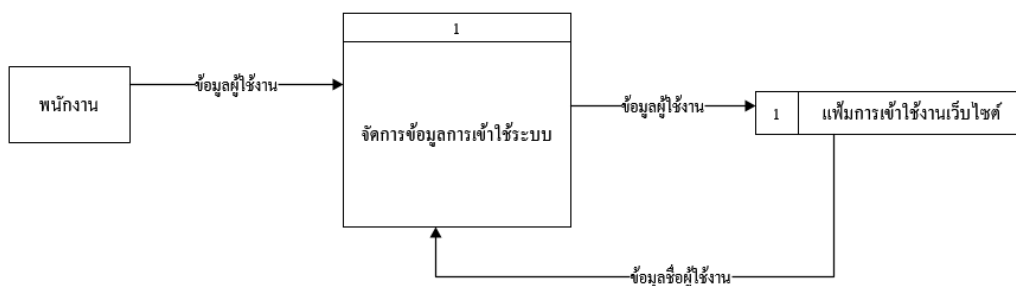 1
พนักงาน
ข้อมูลผู้ใช้งาน
จัดการข้อมูลการเข้าใช้ระบบ
ข้อมูลผู้ใช้งาน
1 แฟ้มการเข้าใช้งานเว็บไซต์
ข้อมูลชื่อผู้ใช้งาน